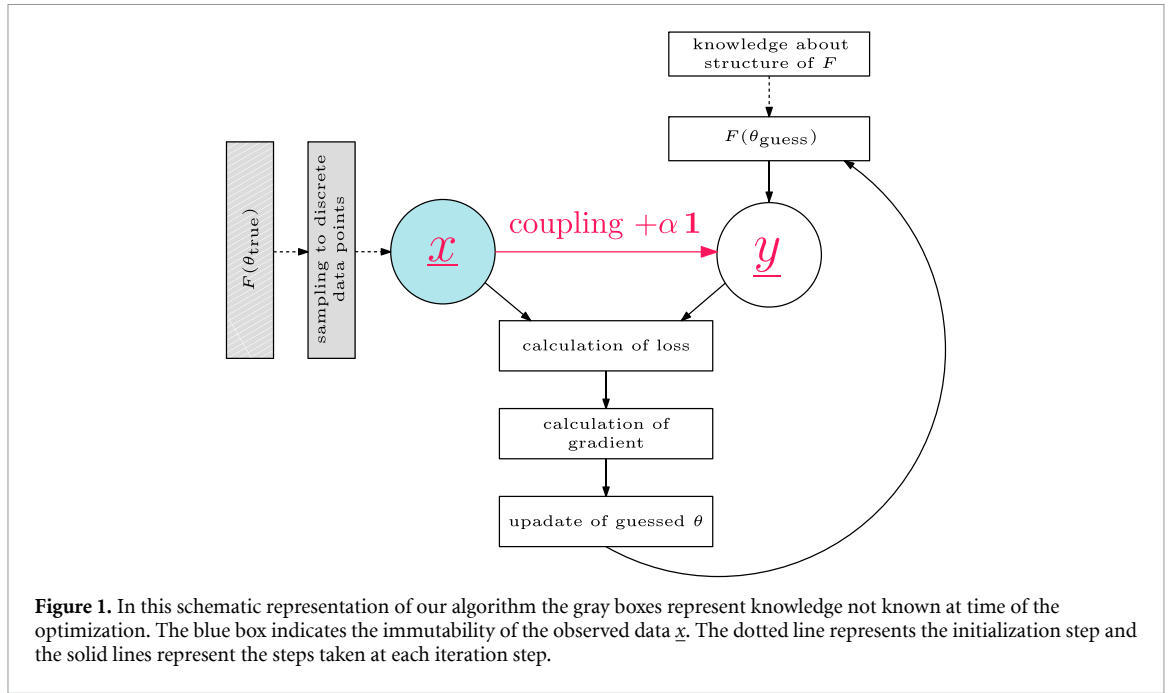 knowledge about
structure of F
F(θguess)
F(θtrue)
sampling to discrete
data points
x
coupling +α 1
y
calculation of loss
calculation of
gradient
upadate of guessed θ
Figure 1. In this schematic representation of our algorithm the gray boxes represent knowledge not known at time of the
optimization. The blue box indicates the immutability of the observed data x. The dotted line represents the initialization step and
the solid lines represent the steps taken at each iteration step.